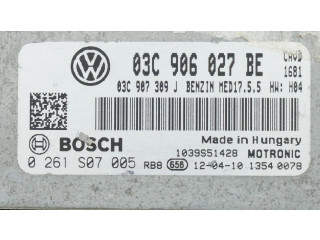 03C 906 027 BE
CAVD
1681
03C 907 309 J BENZIN MED17.5.5 HW: H04
BOSCH
Made in Hungary
1039S51428 MOTRONIC
0 261 S07 005 RB8 656 12-04-10 1354 0078